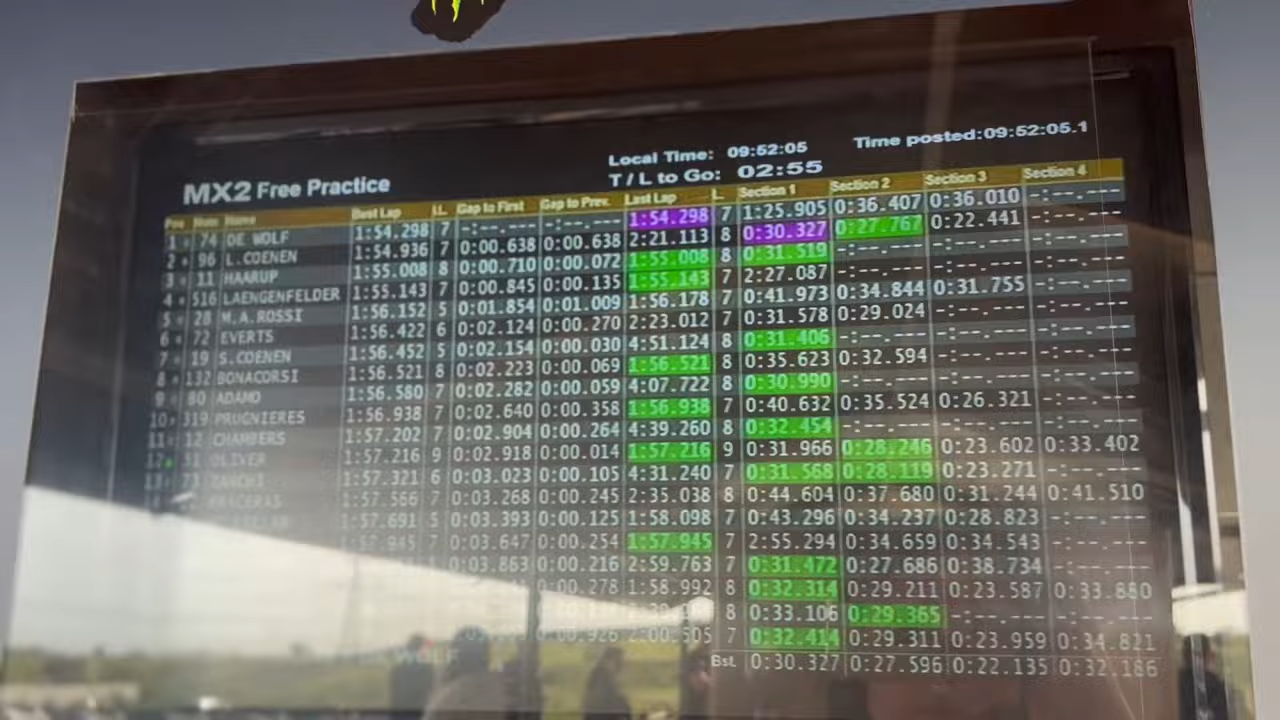 Local Time: 09:52:05 Time posted:09:52:05.1
MX2 Free Practice T / L to Go: 02:55
Pos Num Name Best Lap LL Gap to First Gap to Prev. Last Lap L. Section 1 Section 2 Section 3 Section 4
1 74 DE WOLF 1:54.298 7 -:--.--- -:--.--- 1:54.298 7 1:25.905 0:36.407 0:36.010 -:--.---
2 96 L.COENEN 1:54.936 7 0:00.638 0:00.638 2:21.113 8 0:30.327 0:27.767 0:22.441 -:--.---
3 11 HAARUP 1:55.008 8 0:00.710 0:00.072 1:55.008 8 0:31.519 -:--.--- -:--.--- -:--.---
4 516 LAENGENFELDER 1:55.143 7 0:00.845 0:00.135 1:55.143 7 2:27.087 -:--.--- -:--.--- -:--.---
5 28 M.A.ROSSI 1:56.152 5 0:01.854 0:01.009 1:56.178 7 0:41.973 0:34.844 0:31.755 -:--.---
6 72 EVERTS 1:56.422 6 0:02.124 0:00.270 2:23.012 7 0:31.578 0:29.024 -:--.--- -:--.---
7 19 S.COENEN 1:56.452 5 0:02.154 0:00.030 4:51.124 8 0:31.406 -:--.--- -:--.--- -:--.---
8 132 BONACORSI 1:56.521 8 0:02.223 0:00.069 1:56.521 8 0:35.623 0:32.594 -:--.--- -:--.---
9 80 ADAMO 1:56.580 7 0:02.282 0:00.059 4:07.722 8 0:30.990 -:--.--- -:--.--- -:--.---
10 319 PRUGNIERES 1:56.938 7 0:02.640 0:00.358 1:56.938 7 0:40.632 0:35.524 0:26.321 -:--.---
11 12 CHAMBERS 1:57.202 7 0:02.904 0:00.264 4:39.260 8 0:32.454 -:--.--- -:--.--- -:--.---
12 31 OLIVER 1:57.216 9 0:02.918 0:00.014 1:57.216 9 0:31.966 0:28.246 0:23.602 0:33.402
13 73 ZANCHI 1:57.321 6 0:03.023 0:00.105 4:31.240 7 0:31.568 0:28.119 0:23.271 -:--.---
1:57.566 7 0:03.268 0:00.245 2:35.038 8 0:44.604 0:37.680 0:31.244 0:41.510
1:57.691 5 0:03.393 0:00.125 1:58.098 7 0:43.296 0:34.237 0:28.823 -:--.---
1:57.945 7 0:03.647 0:00.254 1:57.945 7 2:55.294 0:34.659 0:34.543 -:--.---
0:03.863 0:00.216 2:59.763 7 0:31.472 0:27.686 0:38.734 -:--.---
0:00.278 1:58.992 8 0:32.314 0:29.211 0:23.587 0:33.880
8 0:33.106 0:29.365 -:--.--- -:--.---
0:00.926 2:00.505 7 0:32.414 0:29.311 0:23.959 0:34.821
Bst. 0:30.327 0:27.596 0:22.135 0:32.186